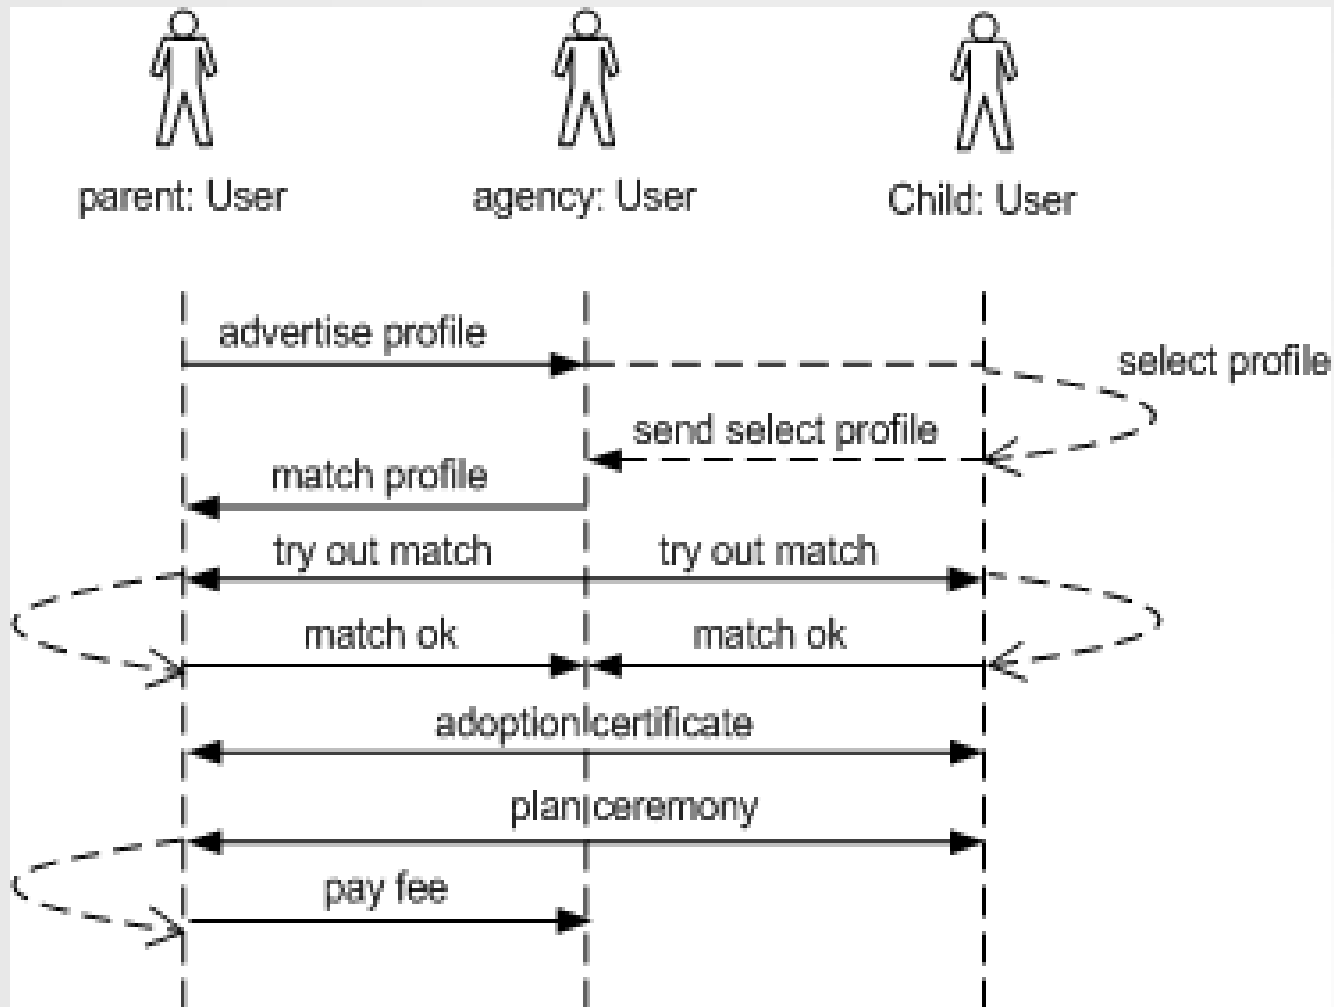 parent: User
agency: User
Child: User
advertise profile
select profile
send select profile
match profile
try out match
try out match
match ok
match ok
adoption certificate
plan ceremony
pay fee